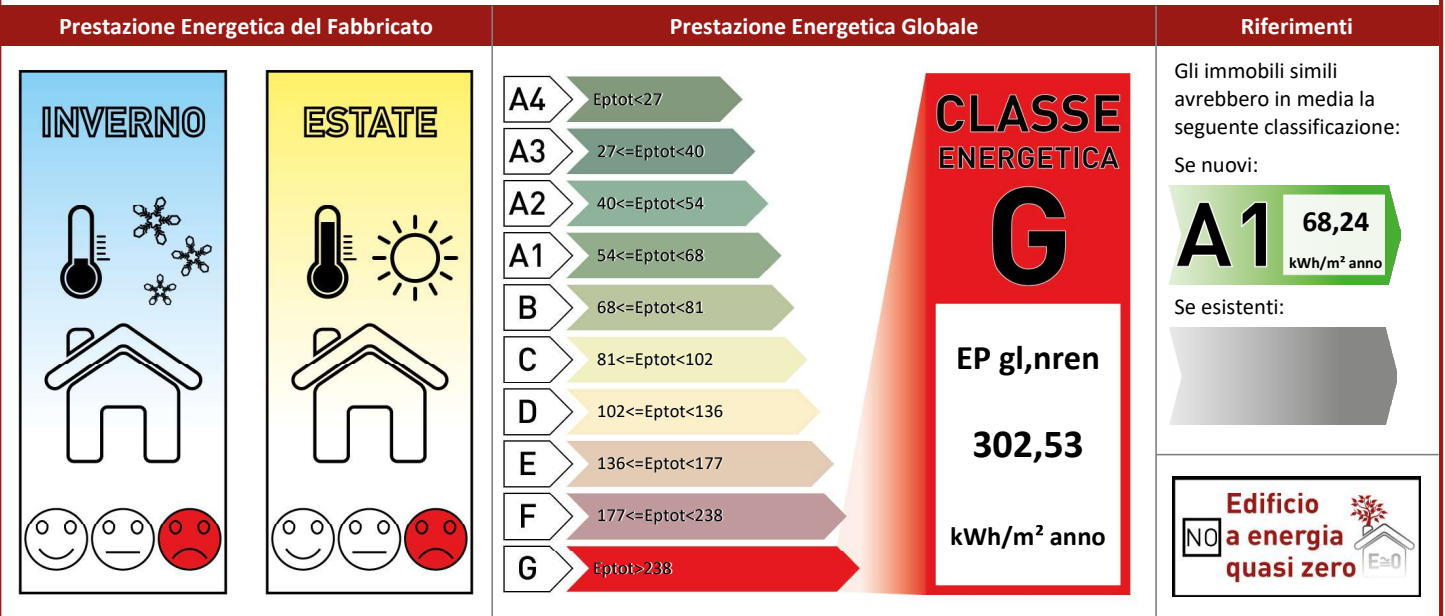 Prestazione Energetica del Fabbricato
Prestazione Energetica Globale
Riferimenti
INVERNO
ESTATE
A4 Eptot<27
A3 27<=Eptot<40
A2 40<=Eptot<54
A1 54<=Eptot<68
B 68<=Eptot<81
C 81<=Eptot<102
D 102<=Eptot<136
E 136<=Eptot<177
F 177<=Eptot<238
G Eptot>238
CLASSE
ENERGETICA
G
EP gl,nren
302,53
kWh/m² anno
Gli immobili simili
avrebbero in media la
seguente classificazione:
Se nuovi:
A1 68,24
kWh/m² anno
Se esistenti:
Edificio
NO a energia
quasi zero E≃0